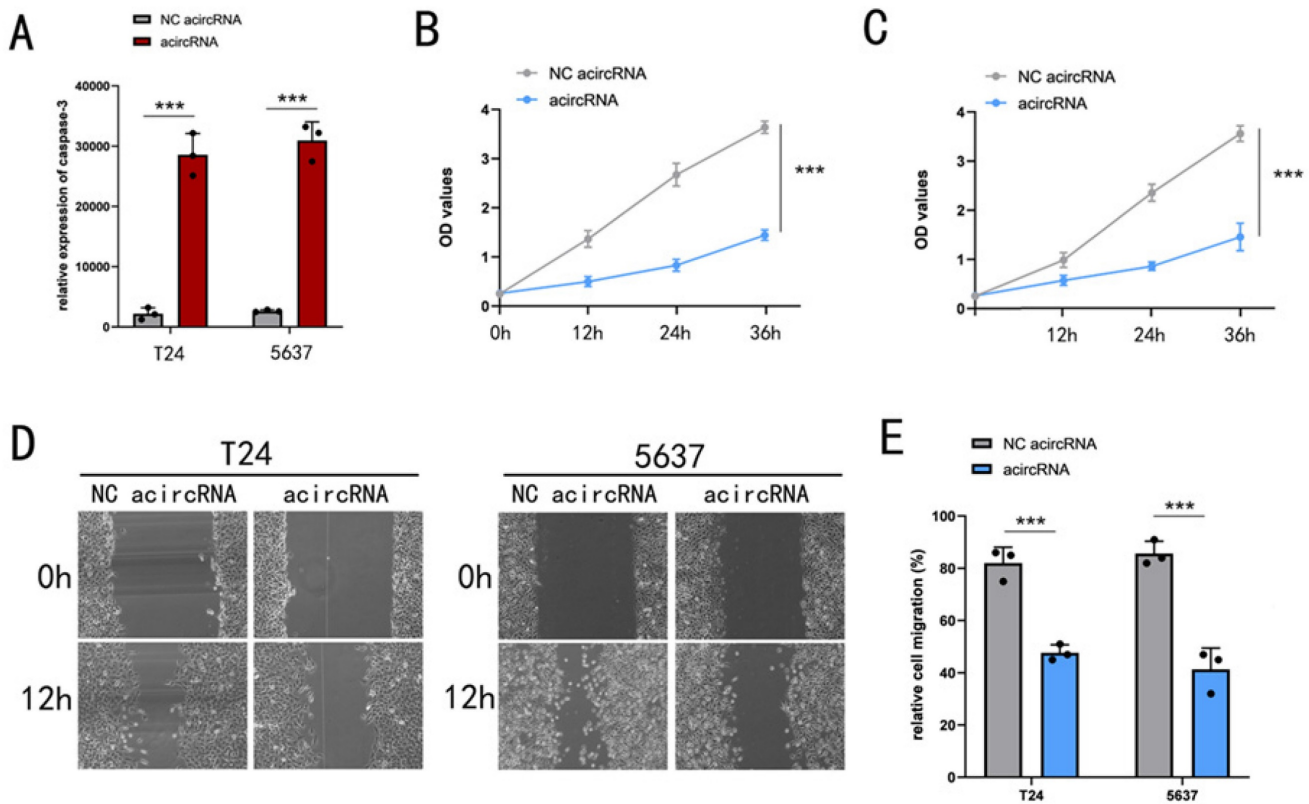 A
NC acircRNA
acircRNA
relative expression of caspase-3
40000
30000
20000
10000
0
***
***
T24
5637
B
NC acircRNA
acircRNA
OD values
4
3
2
1
0
***
0h
12h
24h
36h
C
NC acircRNA
acircRNA
OD values
4
3
2
1
0
***
12h
24h
36h
D
T24
NC acircRNA
acircRNA
0h
12h
5637
NC acircRNA
acircRNA
0h
12h
E
NC acircRNA
acircRNA
relative cell migration (%)
100
80
60
40
20
0
***
***
T24
5637